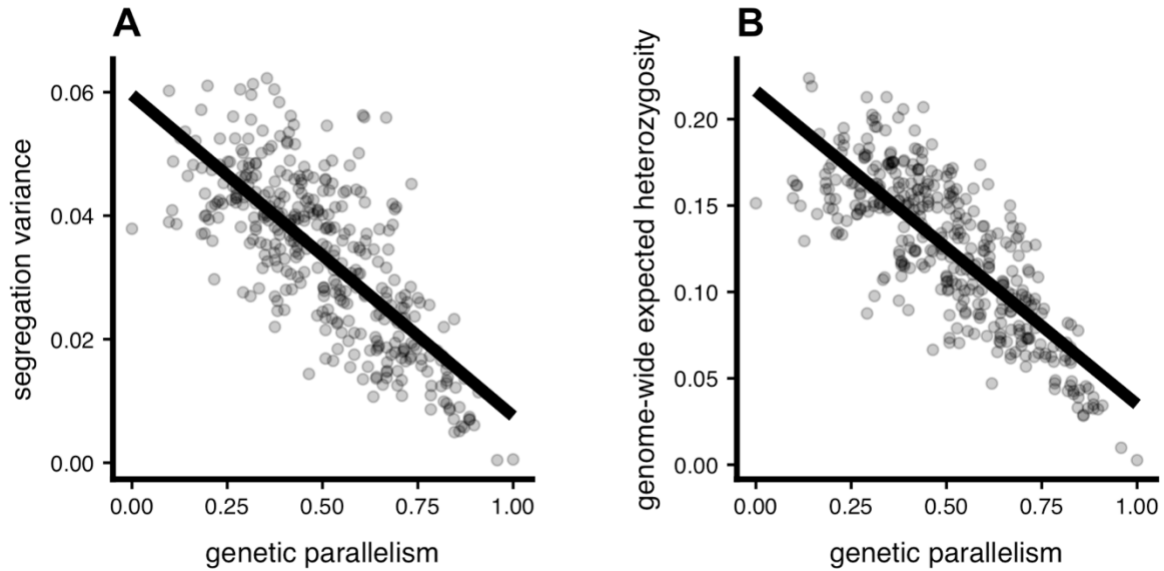 A
segregation variance
0.06
0.04
0.02
0.00
0.00 0.25 0.50 0.75 1.00
genetic parallelism
B
genome-wide expected heterozygosity
0.20
0.15
0.10
0.05
0.00
0.00 0.25 0.50 0.75 1.00
genetic parallelism